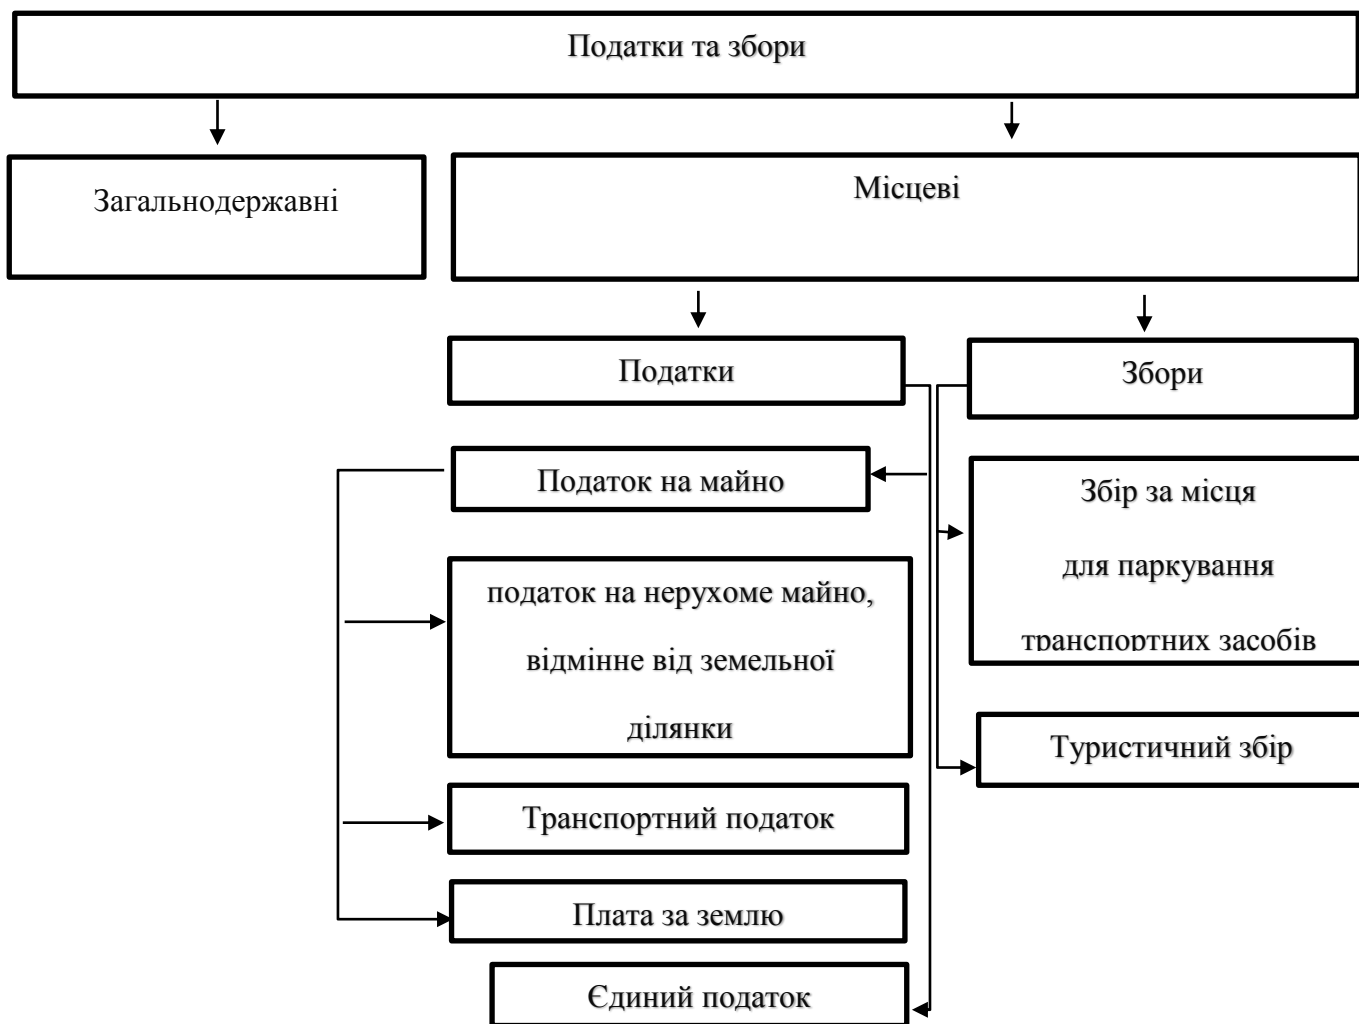 Податки та збори
Загальнодержавні
Місцеві
Податки
Збори
Податок на майно
податок на нерухоме майно,
відмінне від земельної
ділянки
Транспортний податок
Плата за землю
Єдиний податок
Збір за місця
для паркування
транспортних засобів
Туристичний збір